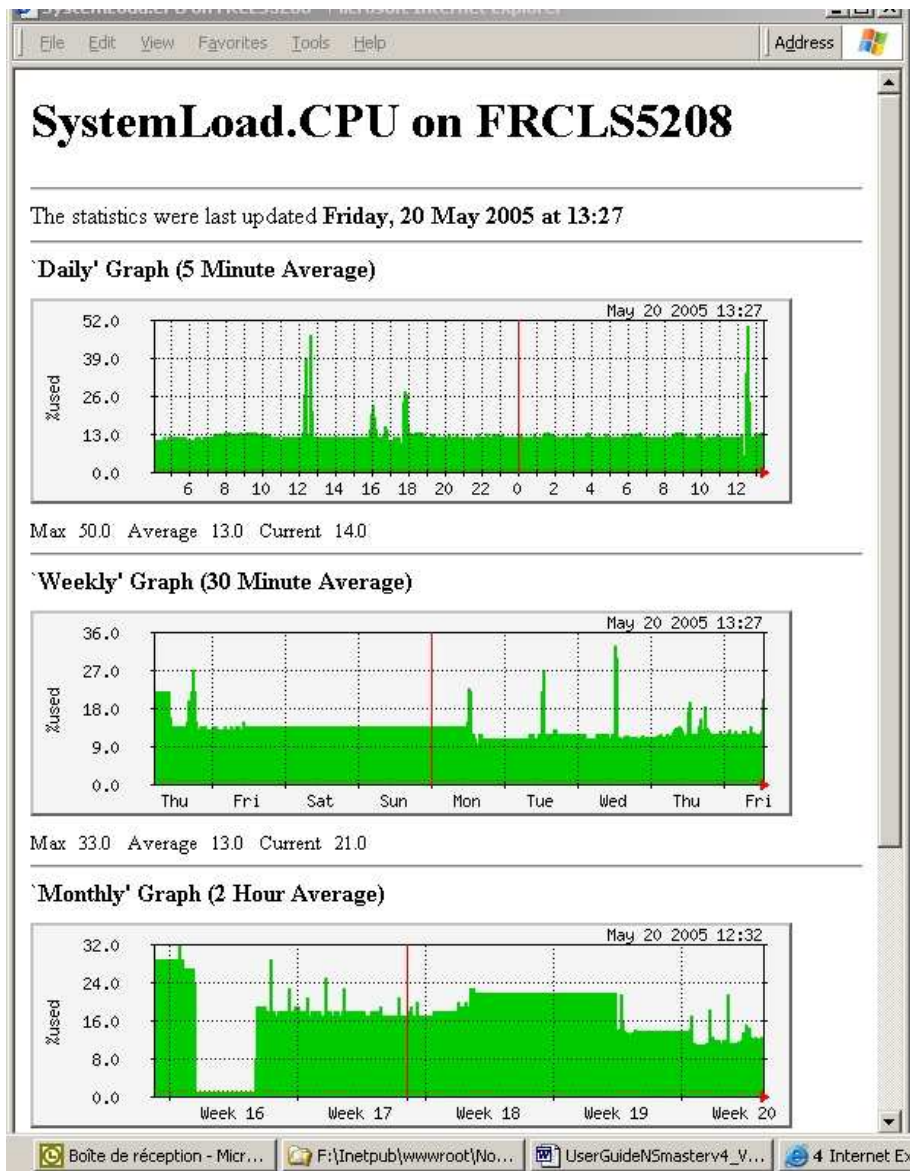 SystemLoad.CPU on FRCLS5208 - Microsoft Internet Explorer
File Edit View Favorites Tools Help Address
SystemLoad.CPU on FRCLS5208
The statistics were last updated Friday, 20 May 2005 at 13:27
`Daily' Graph (5 Minute Average)
May 20 2005 13:27
52.0
39.0
26.0
13.0
0.0
%used
6 8 10 12 14 16 18 20 22 0 2 4 6 8 10 12
Max 50.0 Average 13.0 Current 14.0
`Weekly' Graph (30 Minute Average)
May 20 2005 13:27
36.0
27.0
18.0
9.0
0.0
%used
Thu Fri Sat Sun Mon Tue Wed Thu Fri
Max 33.0 Average 13.0 Current 21.0
`Monthly' Graph (2 Hour Average)
May 20 2005 12:32
32.0
24.0
16.0
8.0
0.0
%used
Week 16 Week 17 Week 18 Week 19 Week 20
Boîte de réception - Micr... F:\Inetpub\wwwroot\No... UserGuideNSmasterv4_V... 4 Internet Ex